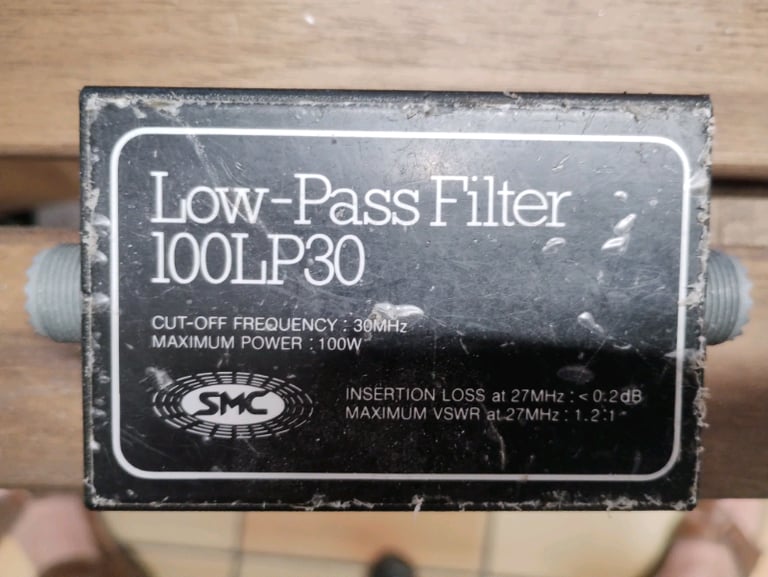 Low-Pass Filter
100LP30
CUT-OFF FREQUENCY : 30MHz
MAXIMUM POWER : 100W
SMC
INSERTION LOSS at 27MHz : < 0.2dB
MAXIMUM VSWR at 27MHz : 1.2:1